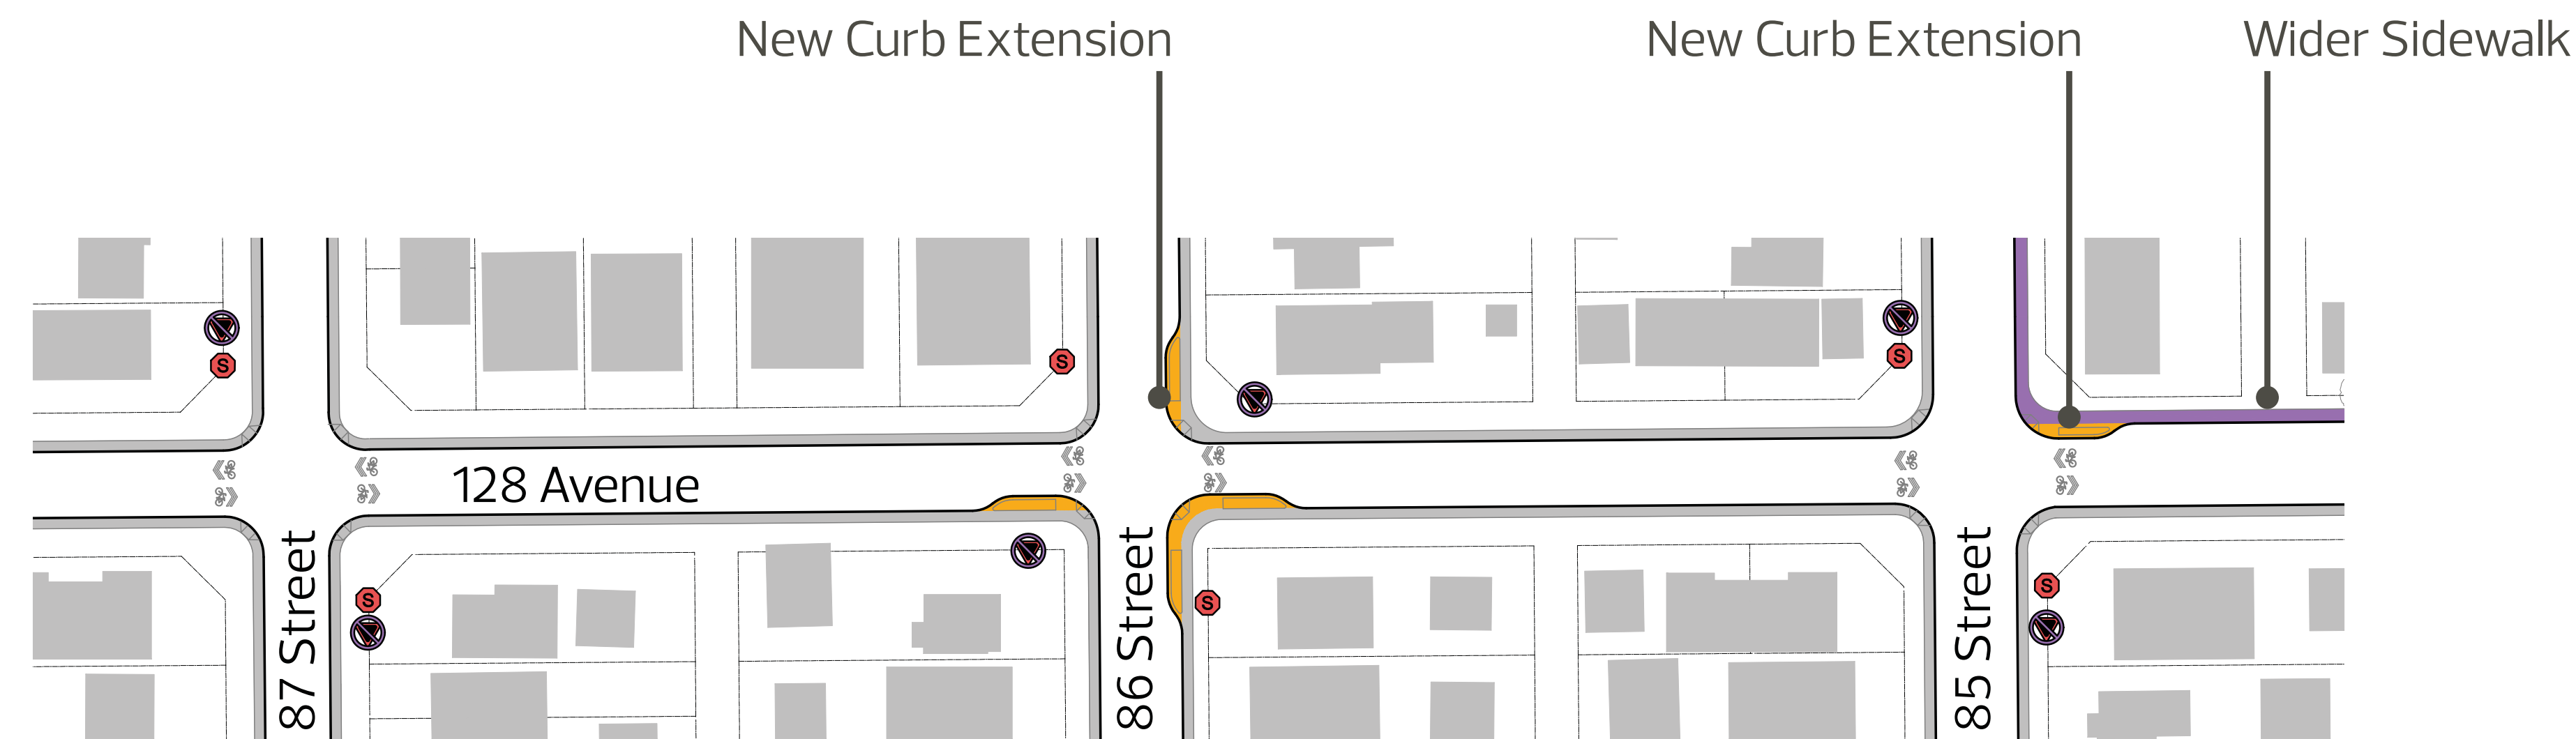 New Curb Extension
New Curb Extension
Wider Sidewalk
S
S
S
128 Avenue
S
S
S
87 Street
86 Street
85 Street